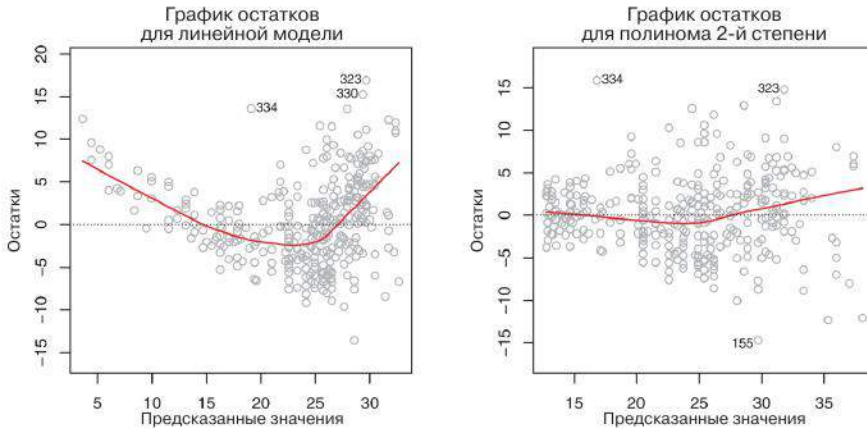 График остатков
для линейной модели
Остатки
20
15
10
5
0
−5
−10
−15
323
330
334
5 10 15 20 25 30
Предсказанные значения
График остатков
для полинома 2-й степени
Остатки
15
10
5
0
−5
−10
−15
334
323
155
15 20 25 30 35
Предсказанные значения